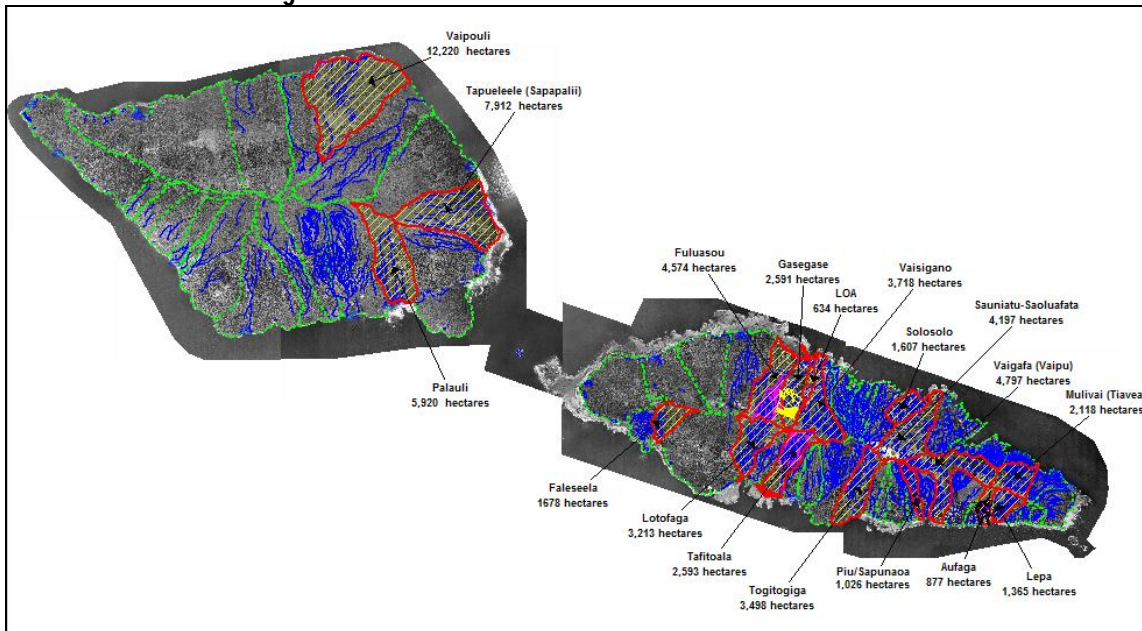 Vaipouli
12,220 hectares
Tapueleele (Sapapalii)
7,912 hectares
Palauli
5,920 hectares
Fuluasou
4,574 hectares
Gasegase
2,591 hectares
LOA
634 hectares
Vaisigano
3,718 hectares
Solosolo
1,607 hectares
Sauniatu-Saoluafata
4,197 hectares
Vaigafa (Vaipu)
4,797 hectares
Mulivai (Tiavea
2,118 hectares
Faleseela
1678 hectares
Lotofaga
3,213 hectares
Tafitoala
2,593 hectares
Togitogiga
3,498 hectares
Piu/Sapunaoa
1,026 hectares
Aufaga
877 hectares
Lepa
1,365 hectares